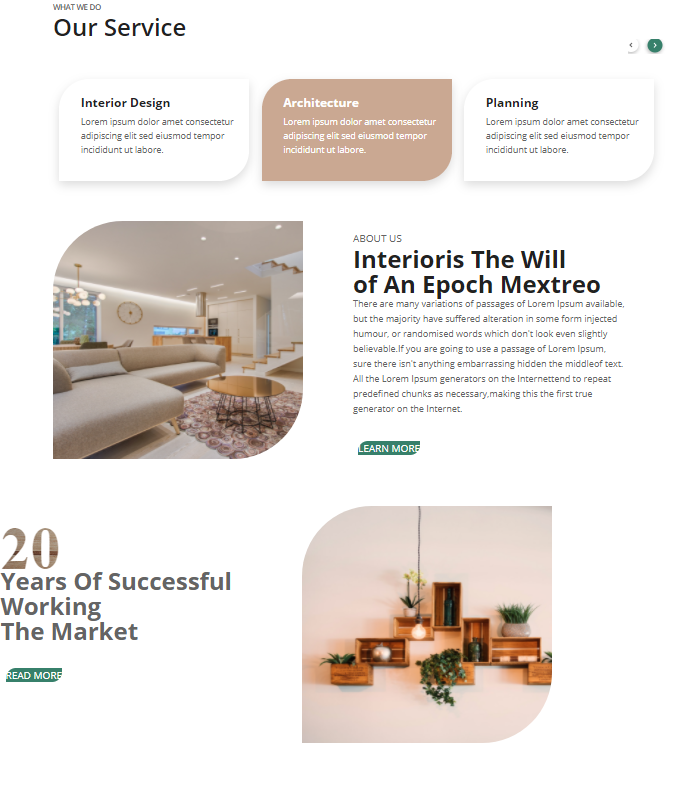 WHAT WE DO
Our Service
Interior Design
Lorem ipsum dolor amet consectetur
adipiscing elit sed eiusmod tempor
incididunt ut labore.
Architecture
Lorem ipsum dolor amet consectetur
adipiscing elit sed eiusmod tempor
incididunt ut labore.
Planning
Lorem ipsum dolor amet consectetur
adipiscing elit sed eiusmod tempor
incididunt ut labore.
ABOUT US
Interioris The Will
of An Epoch Mextreo
There are many variations of passages of Lorem Ipsum available,
but the majority have suffered alteration in some form injected
humour, or randomised words which don't look even slightly
believable.If you are going to use a passage of Lorem Ipsum,
sure there isn't anything embarrassing hidden the middleof text.
All the Lorem Ipsum generators on the Internettend to repeat
predefined chunks as necessary,making this the first true
generator on the Internet.
LEARN MORE
20
Years Of Successful
Working
The Market
READ MORE